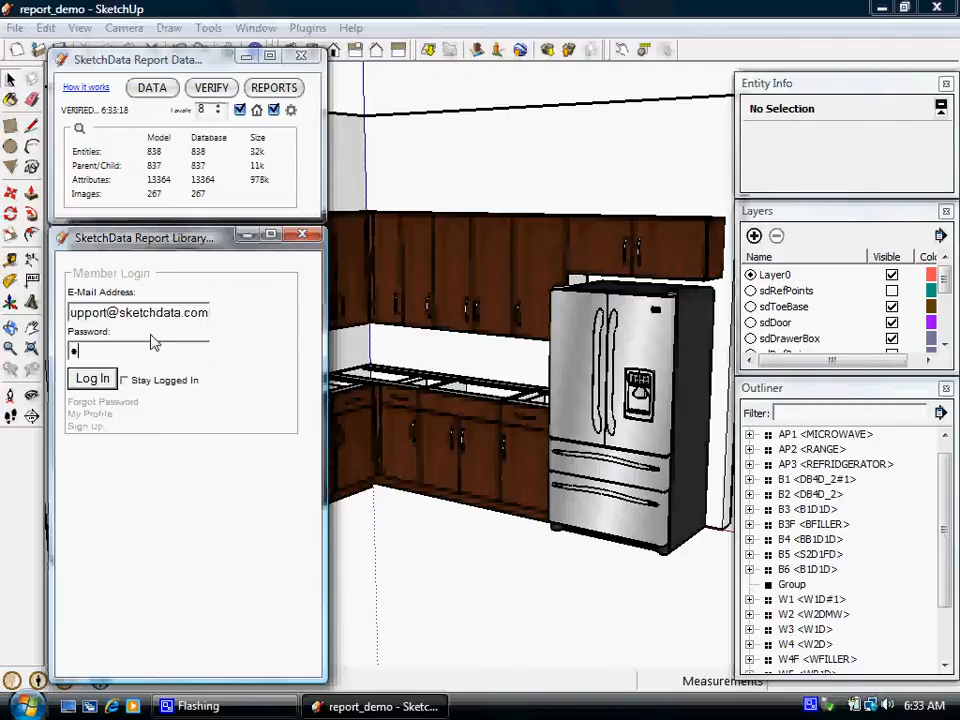 report_demo - SketchUp
File Edit View Camera Draw Tools Window Plugins Help
SketchData Report Data...
How it works DATA VERIFY REPORTS
VERIFIED... 6:33:18 Levels 8
Model Database Size
Entities: 838 838 32k
Parent/Child: 837 837 11k
Attributes: 13364 13364 978k
Images: 267 267
SketchData Report Library...
Member Login
E-Mail Address:
upport@sketchdata.com
Password:
Log In Stay Logged In
Forgot Password
My Profile
Sign Up
Entity Info
No Selection
Layers
Name Visible Colo
Layer0
sdRefPoints
sdToeBase
sdDoor
sdDrawerBox
Outliner
Filter:
AP1 <MICROWAVE>
AP2 <RANGE>
AP3 <REFRIDGERATOR>
B1 <DB4D_2#1>
B2 <DB4D_2>
B3 <B1D1D>
B3F <BFILLER>
B4 <BB1D1D>
B5 <S2D1FD>
B6 <B1D1D>
Group
W1 <W1D#1>
W2 <W2DMW>
W3 <W1D>
W4 <W2D>
W4F <WFILLER>
Measurements
Flashing
report_demo - Sketc...
6:33 AM